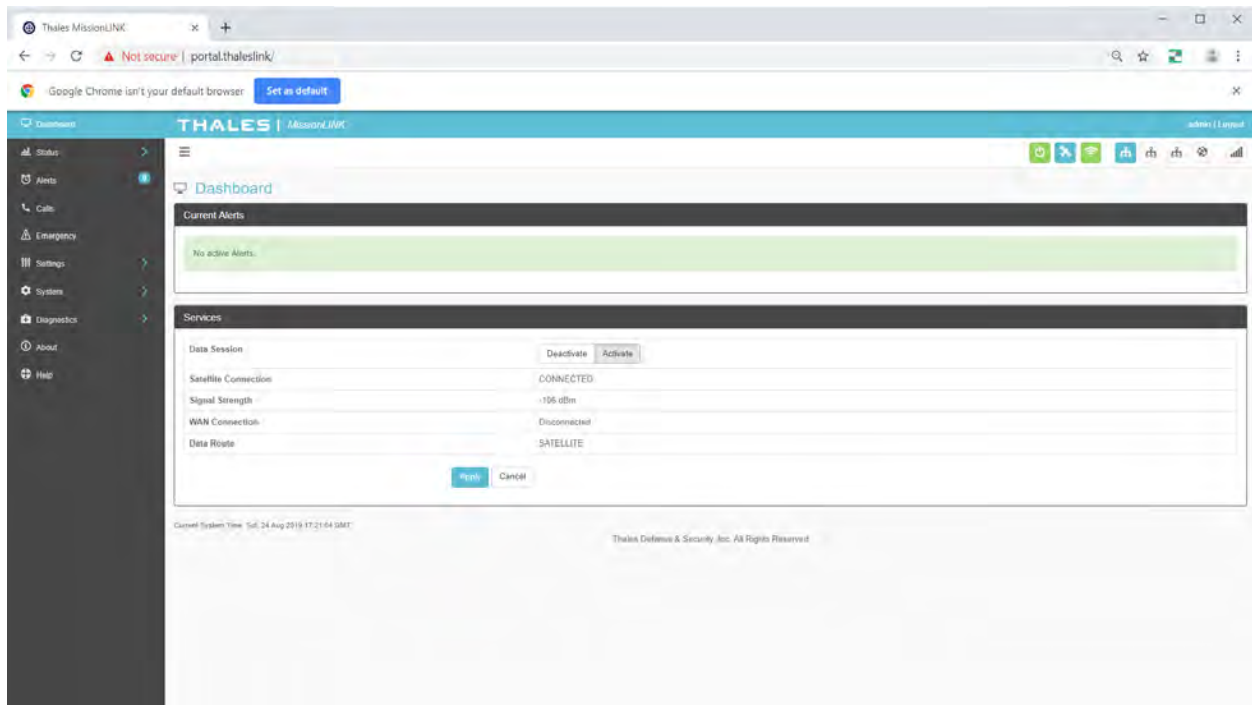 Thales MissionLINK
Not secure | portal.thaleslink/
Google Chrome isn't your default browser Set as default
Dashboard THALES | MissionLINK admin | Logout
Status
Alerts 0
Calls
Emergency
Settings
System
Diagnostics
About
Help
Dashboard
Current Alerts
No active Alerts.
Services
Data Session Deactivate Activate
Satellite Connection CONNECTED
Signal Strength -106 dBm
WAN Connection Disconnected
Data Route SATELLITE
Apply Cancel
Current System Time: Sat, 24 Aug 2019 17:21:04 GMT
Thales Defense & Security, Inc. All Rights Reserved